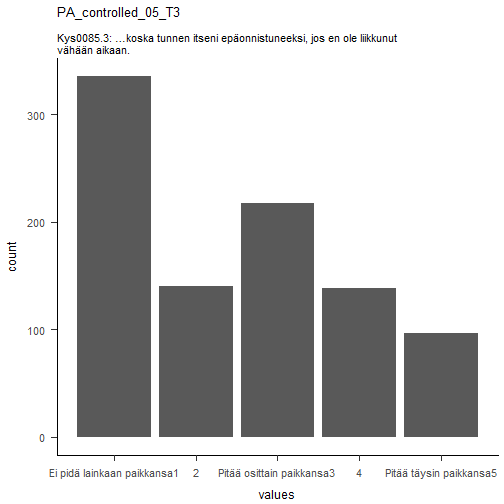 PA_controlled_05_T3
Kys0085.3: …koska tunnen itseni epäonnistuneeksi, jos en ole liikkunut
vähään aikaan.
300
200
100
0
count
Ei pidä lainkaan paikkansa1
2
Pitää osittain paikkansa3
4
Pitää täysin paikkansa5
values